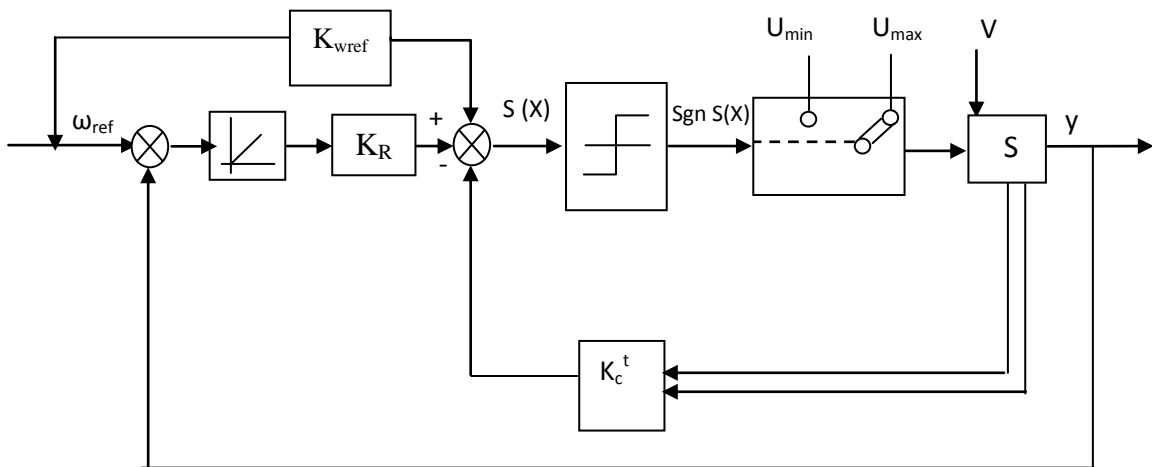 K_wref
U_min
U_max
V
ω_ref
K_R
+
-
S (X)
Sgn S(X)
S
y
K_c^t